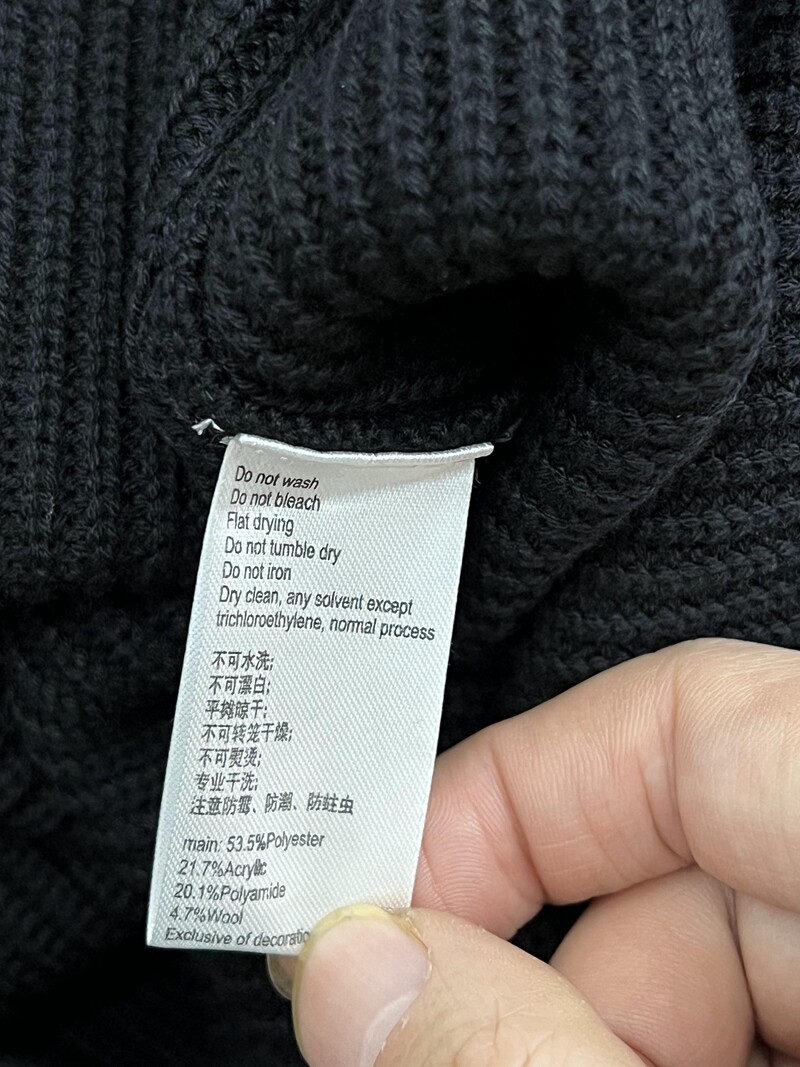 Do not wash
Do not bleach
Flat drying
Do not tumble dry
Do not iron
Dry clean, any solvent except
trichloroethylene, normal process
不可水洗;
不可漂白;
平摊晾干;
不可转笼干燥;
不可熨烫;
专业干洗;
注意防霉、防潮、防蛀虫
main: 53.5%Polyester
21.7%Acrylic
20.1%Polyamide
4.7%Wool
Exclusive of